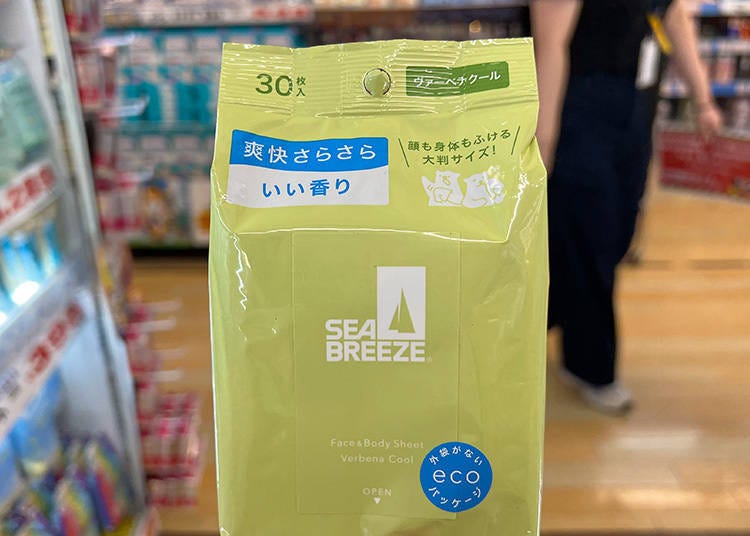 30枚入
ヴァーベナクール
爽快さらさら
いい香り
顔も身体もふける
大判サイズ!
SEA
BREEZE®
Face&Body Sheet
Verbena Cool
外袋がない
eco
パッケージ
OPEN